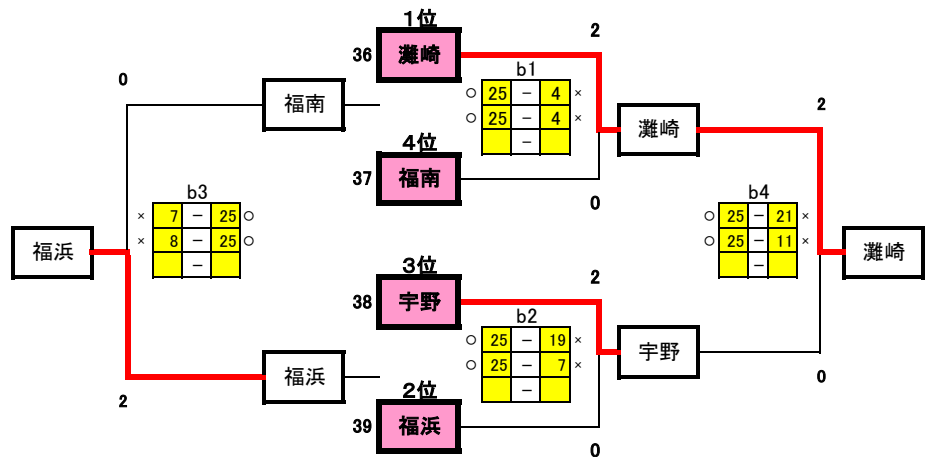 1位
36 灘崎 2
b1
○ 25 − 4 ×
○ 25 − 4 ×
−
0
福南
灘崎
2
4位
37 福南 0
b3
× 7 − 25 ○
× 8 − 25 ○
−
b4
○ 25 − 21 ×
○ 25 − 11 ×
−
福浜
灘崎
3位
38 宇野 2
b2
○ 25 − 19 ×
○ 25 − 7 ×
−
宇野
福浜
0
2
2位
39 福浜 0